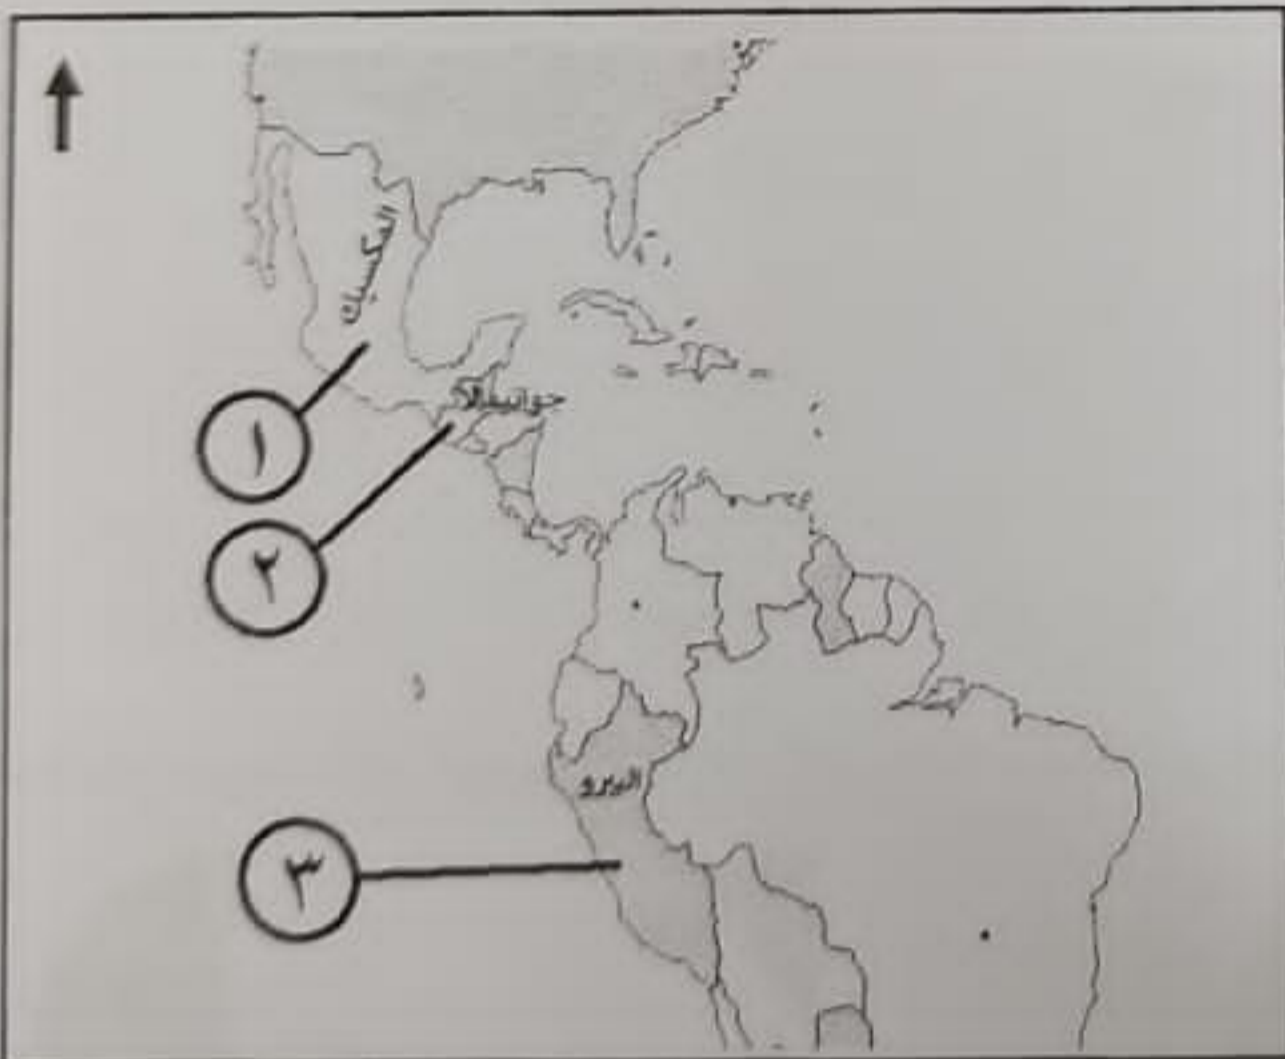 المكسيك
جواتيمالا
١
٢
البيرو
٣